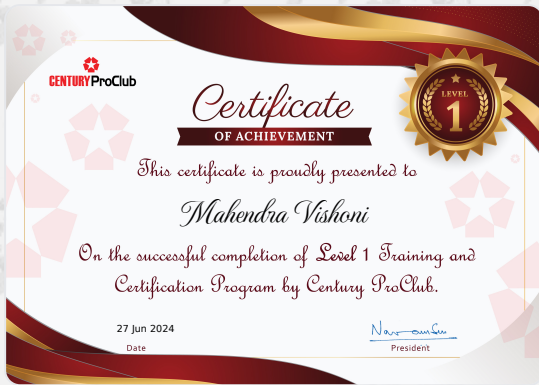 CENTURY ProClub
LEVEL
1
Certificate
OF ACHIEVEMENT
This certificate is proudly presented to
Mahendra Vishoni
On the successful completion of Level 1 Training and
Certification Program by Century ProClub.
27 Jun 2024
Date
President